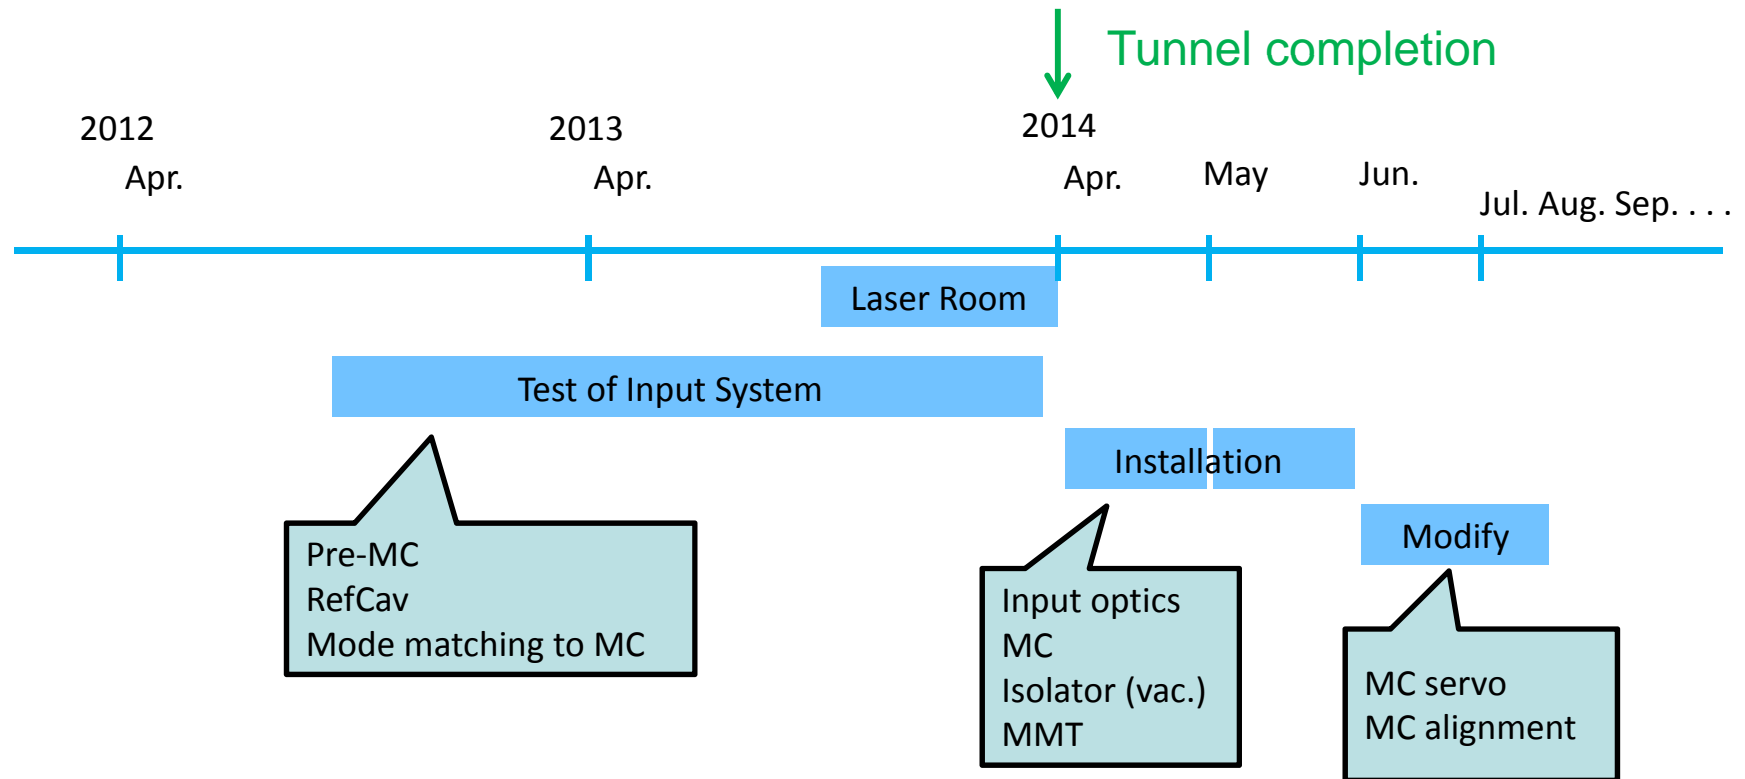 Tunnel completion
2012
2013
2014
Apr.
Apr.
Apr.
May
Jun.
Jul. Aug. Sep. . . .
Laser Room
Test of Input System
Installation
Modify
Pre-MC
RefCav
Mode matching to MC
Input optics
MC
Isolator (vac.)
MMT
MC servo
MC alignment